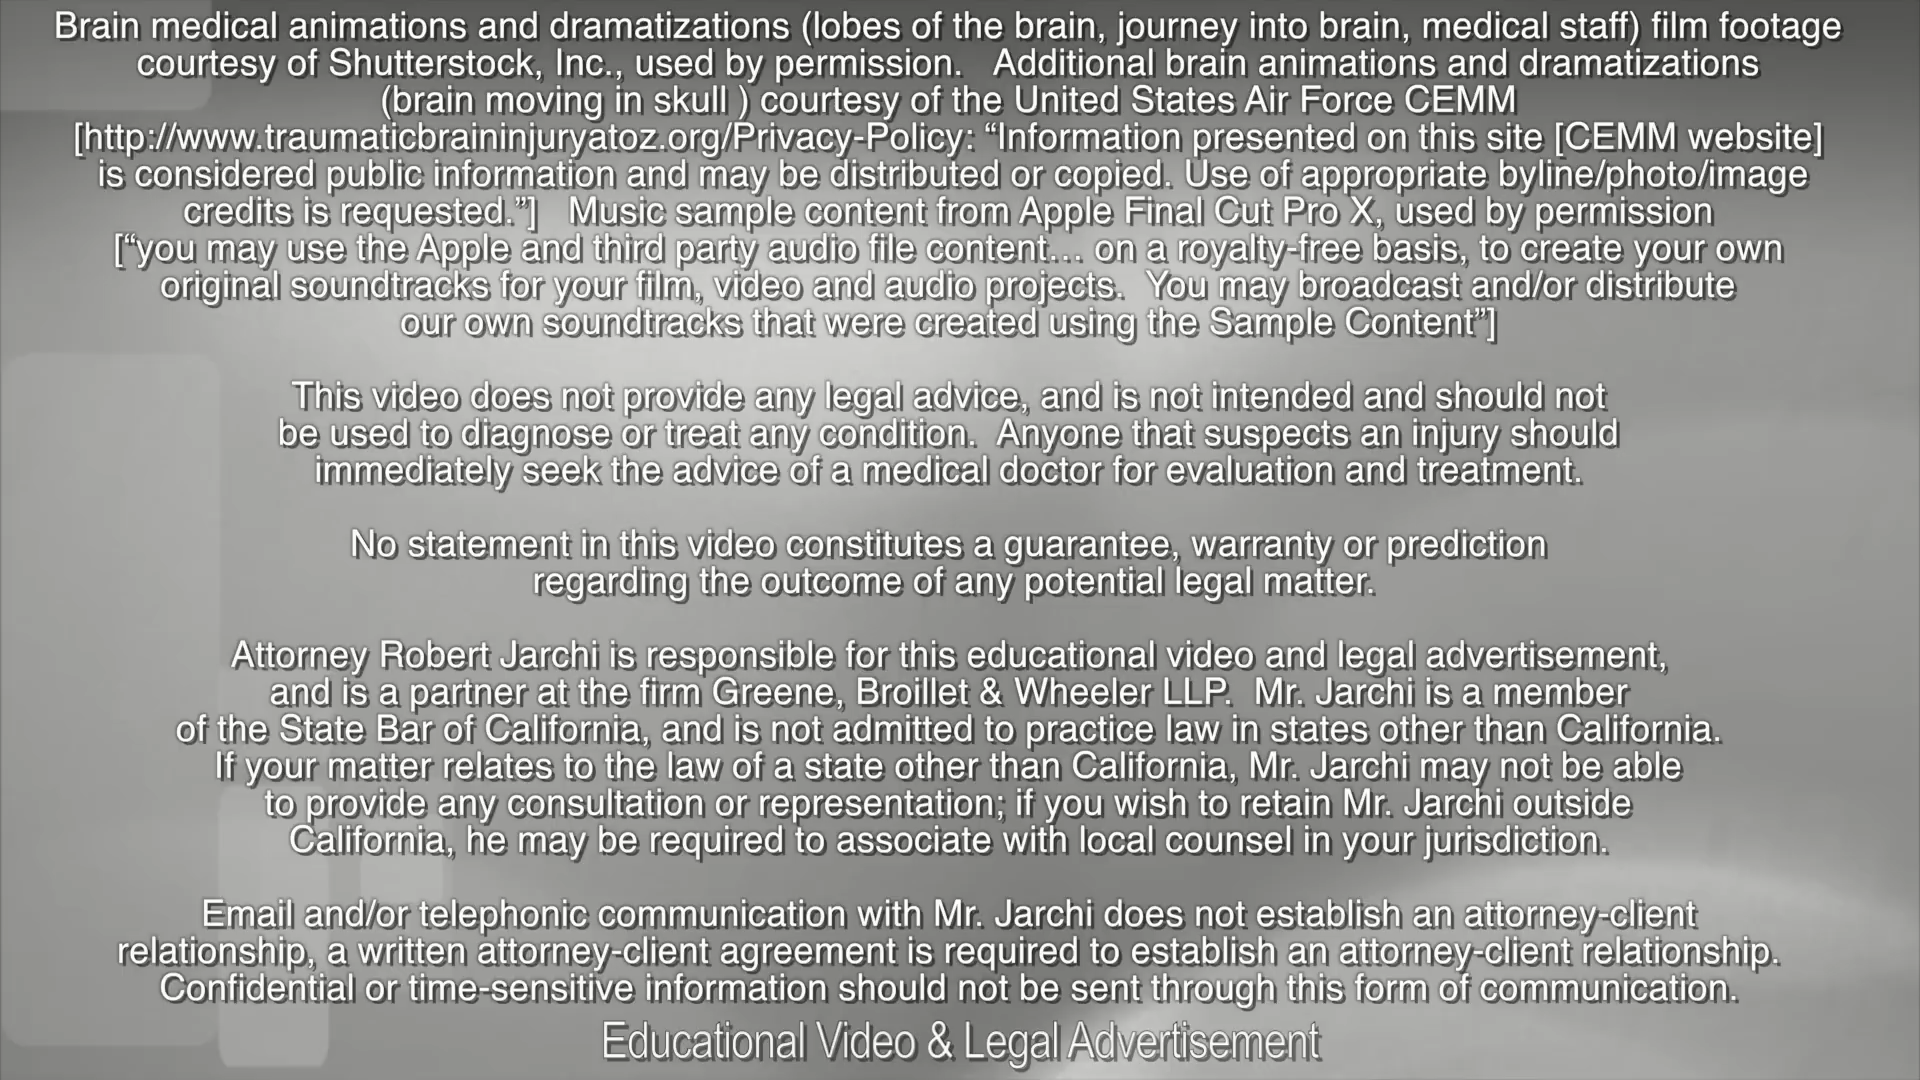 Brain medical animations and dramatizations (lobes of the brain, journey into brain, medical staff) film footage
courtesy of Shutterstock, Inc., used by permission.   Additional brain animations and dramatizations
(brain moving in skull ) courtesy of the United States Air Force CEMM
[http://www.traumaticbraininjuryatoz.org/Privacy-Policy: “Information presented on this site [CEMM website]
is considered public information and may be distributed or copied. Use of appropriate byline/photo/image
credits is requested.”]   Music sample content from Apple Final Cut Pro X, used by permission
[“you may use the Apple and third party audio file content… on a royalty-free basis, to create your own
original soundtracks for your film, video and audio projects.  You may broadcast and/or distribute
our own soundtracks that were created using the Sample Content”]
This video does not provide any legal advice, and is not intended and should not
be used to diagnose or treat any condition.  Anyone that suspects an injury should
immediately seek the advice of a medical doctor for evaluation and treatment.
No statement in this video constitutes a guarantee, warranty or prediction
regarding the outcome of any potential legal matter.
Attorney Robert Jarchi is responsible for this educational video and legal advertisement,
and is a partner at the firm Greene, Broillet & Wheeler LLP.  Mr. Jarchi is a member
of the State Bar of California, and is not admitted to practice law in states other than California.
If your matter relates to the law of a state other than California, Mr. Jarchi may not be able
to provide any consultation or representation; if you wish to retain Mr. Jarchi outside
California, he may be required to associate with local counsel in your jurisdiction.
Email and/or telephonic communication with Mr. Jarchi does not establish an attorney-client
relationship, a written attorney-client agreement is required to establish an attorney-client relationship.
Confidential or time-sensitive information should not be sent through this form of communication.
Educational Video & Legal Advertisement